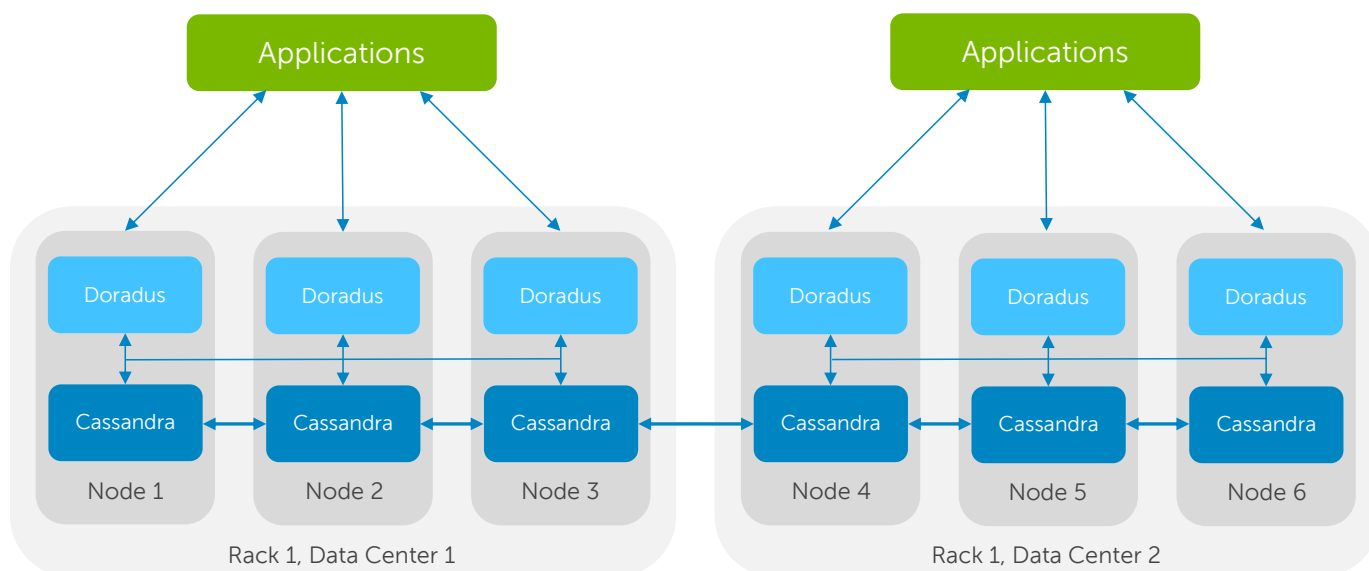 Applications
Applications
Doradus
Doradus
Doradus
Doradus
Doradus
Doradus
Cassandra
Cassandra
Cassandra
Cassandra
Cassandra
Cassandra
Node 1
Node 2
Node 3
Node 4
Node 5
Node 6
Rack 1, Data Center 1
Rack 1, Data Center 2